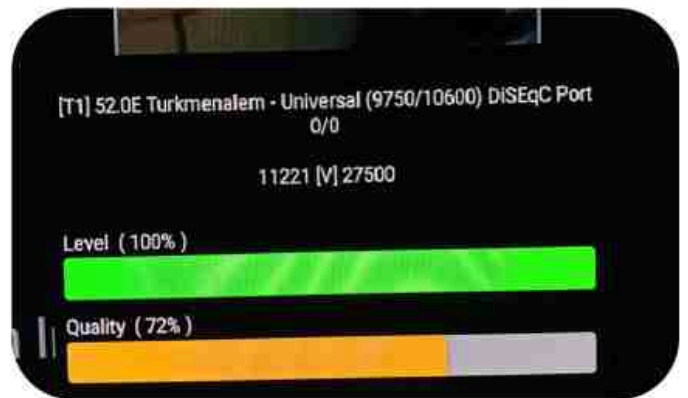 [T1] 52.0E Turkmenalem - Universal (9750/10600) DiSEqC Port
0/0
11221 [V] 27500
Level ( 100% )
Quality ( 72% )